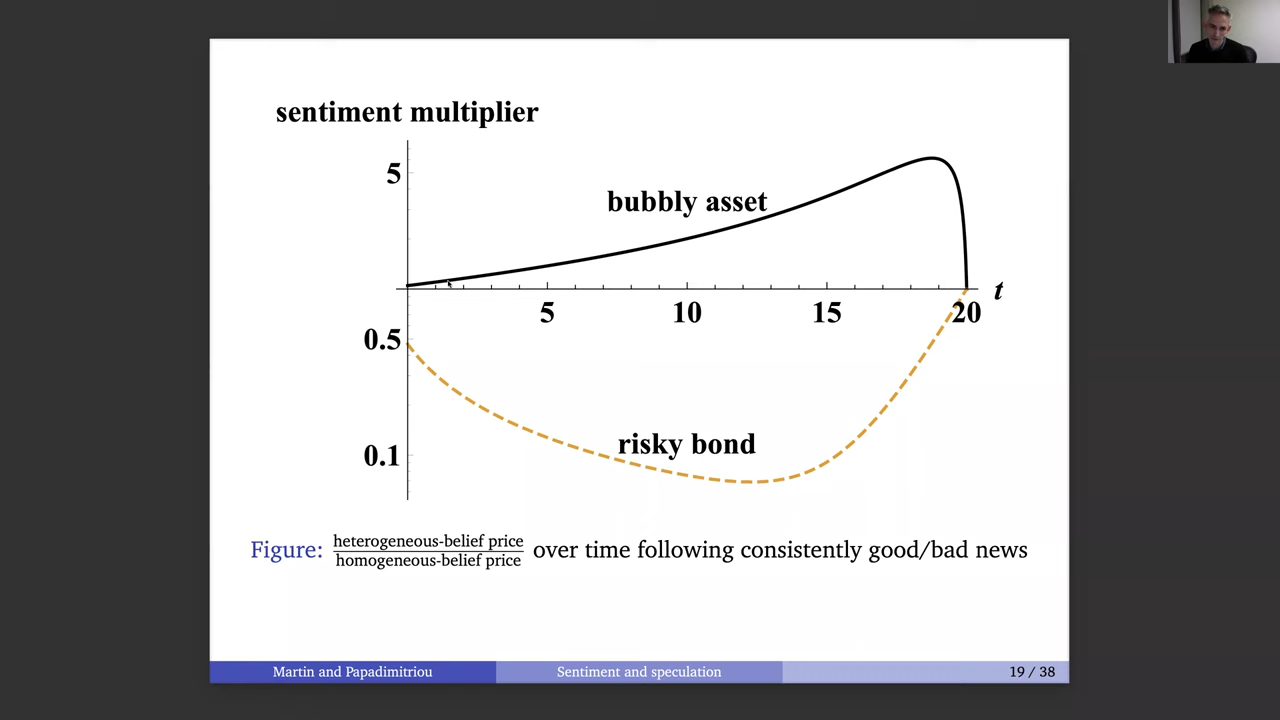 sentiment multiplier
5
bubbly asset
t
5 10 15 20
0.5
risky bond
0.1
Figure: heterogeneous-belief price
homogeneous-belief price over time following consistently good/bad news
Martin and Papadimitriou Sentiment and speculation 19 / 38